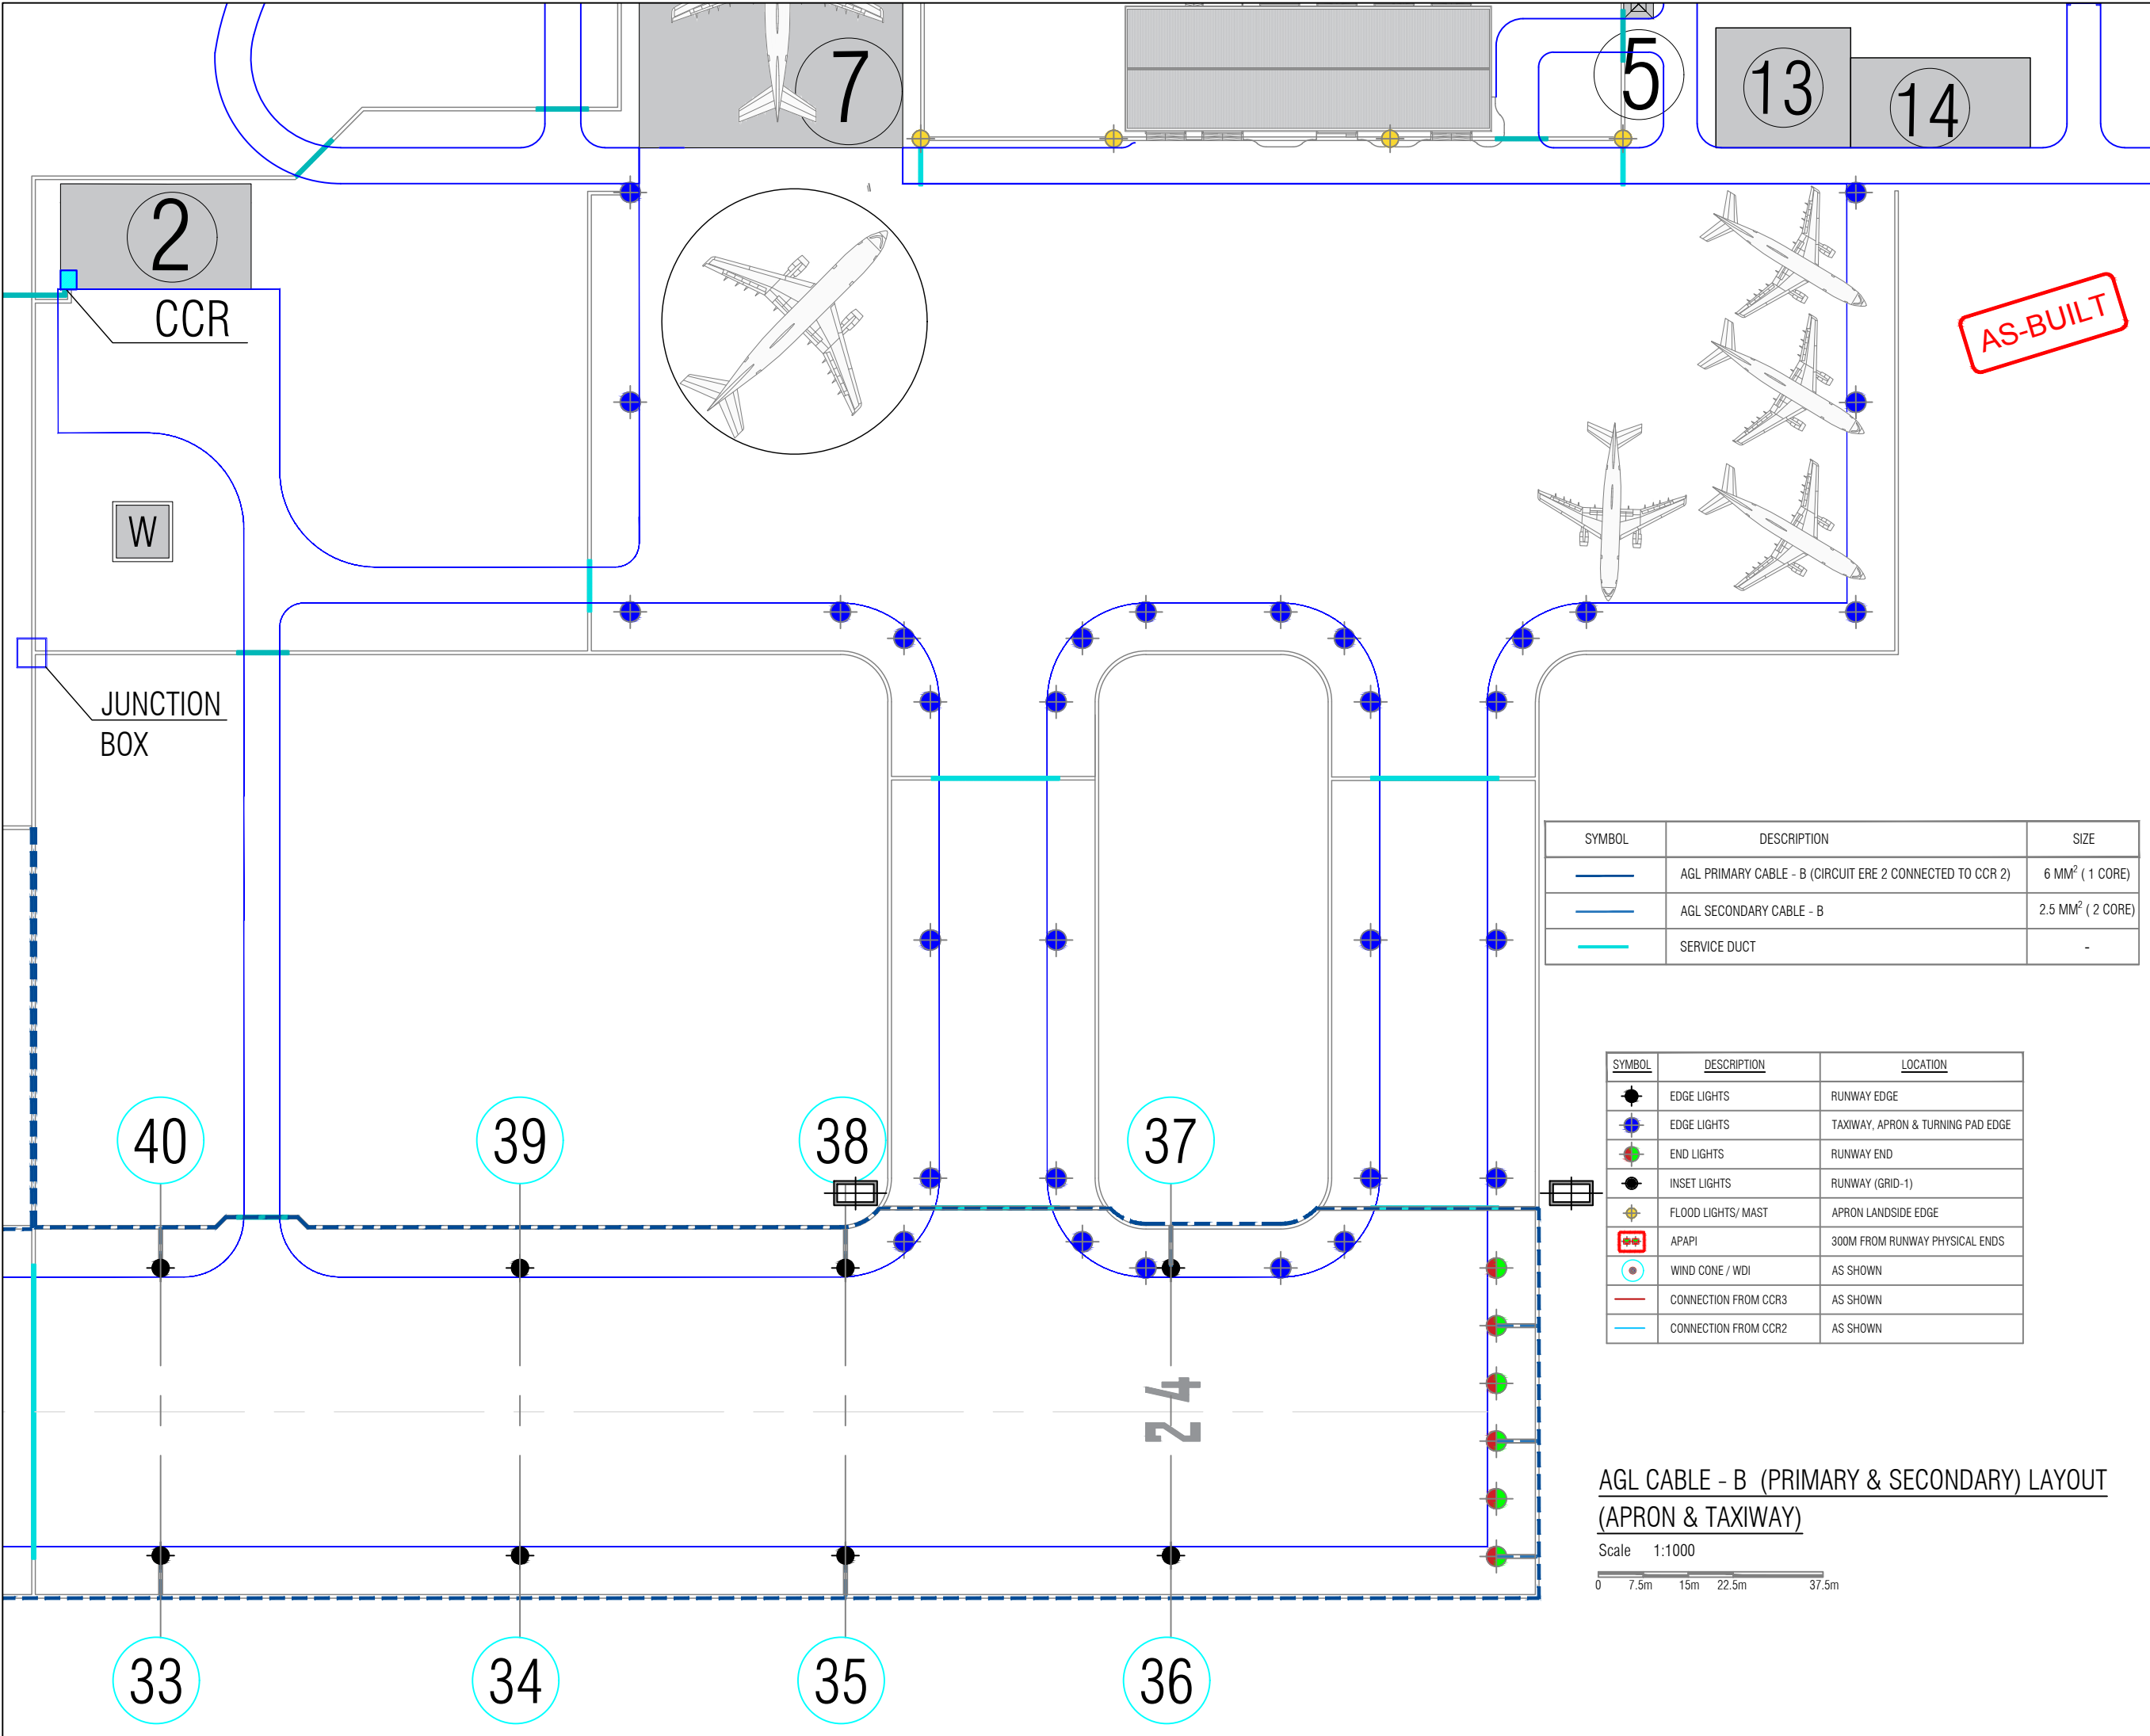 7
5
13
14
2
CCR
AS-BUILT
W
JUNCTION
BOX
SYMBOL DESCRIPTION SIZE
AGL PRIMARY CABLE - B (CIRCUIT ERE 2 CONNECTED TO CCR 2) 6 MM² ( 1 CORE)
AGL SECONDARY CABLE - B 2.5 MM² ( 2 CORE)
SERVICE DUCT -
SYMBOL DESCRIPTION LOCATION
EDGE LIGHTS RUNWAY EDGE
EDGE LIGHTS TAXIWAY, APRON & TURNING PAD EDGE
END LIGHTS RUNWAY END
INSET LIGHTS RUNWAY (GRID-1)
FLOOD LIGHTS/ MAST APRON LANDSIDE EDGE
APAPI 300M FROM RUNWAY PHYSICAL ENDS
WIND CONE / WDI AS SHOWN
CONNECTION FROM CCR3 AS SHOWN
CONNECTION FROM CCR2 AS SHOWN
40 39 38 37
24
AGL CABLE - B (PRIMARY & SECONDARY) LAYOUT
(APRON & TAXIWAY)
Scale 1:1000
0 7.5m 15m 22.5m 37.5m
33 34 35 36